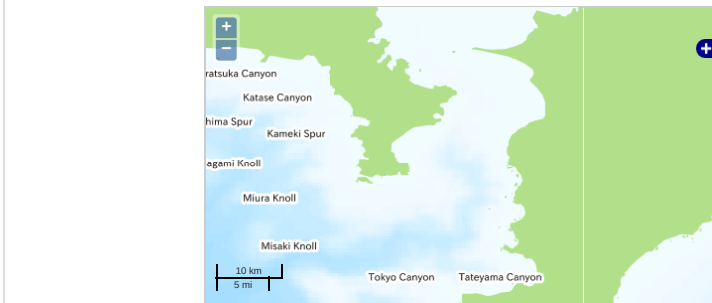 +
−
ratsuka Canyon
Katase Canyon
hima Spur
Kameki Spur
agami Knoll
Miura Knoll
Misaki Knoll
Tokyo Canyon
Tateyama Canyon
10 km
5 mi
+